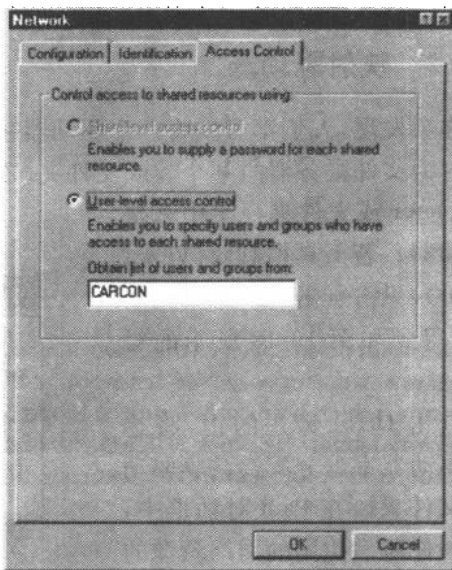 Network
Configuration Identification Access Control
Control access to shared resources using:
Share-level access control
Enables you to supply a password for each shared
resource.
User-level access control
Enables you to specify users and groups who have
access to each shared resource.
Obtain list of users and groups from:
CARCON
OK Cancel